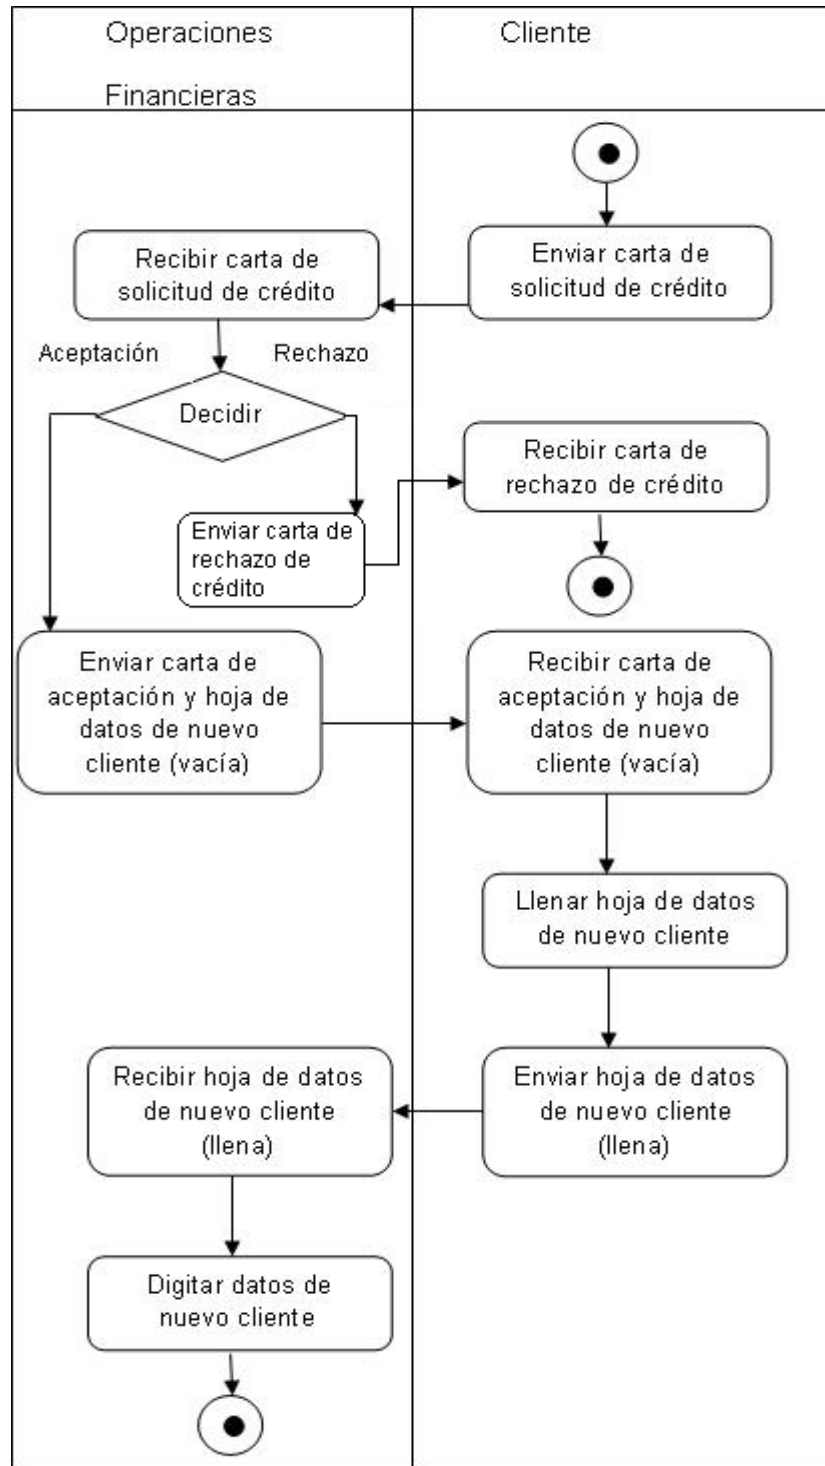 Operaciones
Financieras
Cliente
Enviar carta de
solicitud de crédito
Recibir carta de
solicitud de crédito
Aceptación
Rechazo
Decidir
Recibir carta de
rechazo de crédito
Enviar carta de
rechazo de
crédito
Enviar carta de
aceptación y hoja de
datos de nuevo
cliente (vacía)
Recibir carta de
aceptación y hoja de
datos de nuevo
cliente (vacía)
Llenar hoja de datos
de nuevo cliente
Enviar hoja de datos
de nuevo cliente
(llena)
Recibir hoja de datos
de nuevo cliente
(llena)
Digitar datos de
nuevo cliente